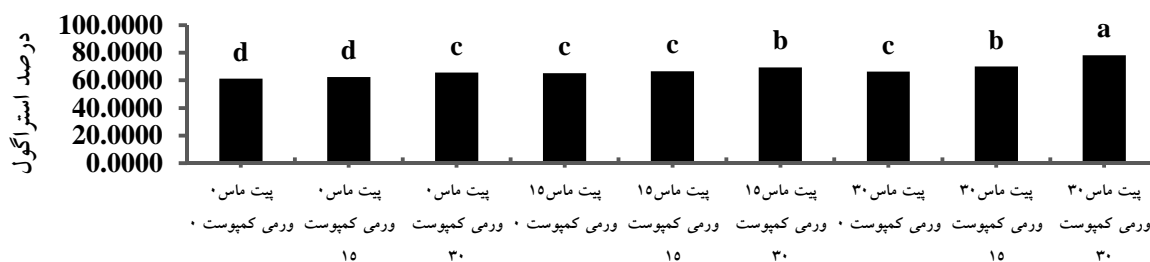 درصد استراگول
100.0000
80.0000
60.0000
40.0000
20.0000
0.0000
d d c c c b c b a
پیت ماس۰
ورمی کمپوست ۰
پیت ماس۰
ورمی کمپوست
۱۵
پیت ماس۰
ورمی کمپوست
۳۰
پیت ماس۱۵
ورمی کمپوست ۰
پیت ماس۱۵
ورمی کمپوست
۱۵
پیت ماس۱۵
ورمی کمپوست
۳۰
پیت ماس۳۰
ورمی کمپوست ۰
پیت ماس۳۰
ورمی کمپوست
۱۵
پیت ماس۳۰
ورمی کمپوست
۳۰